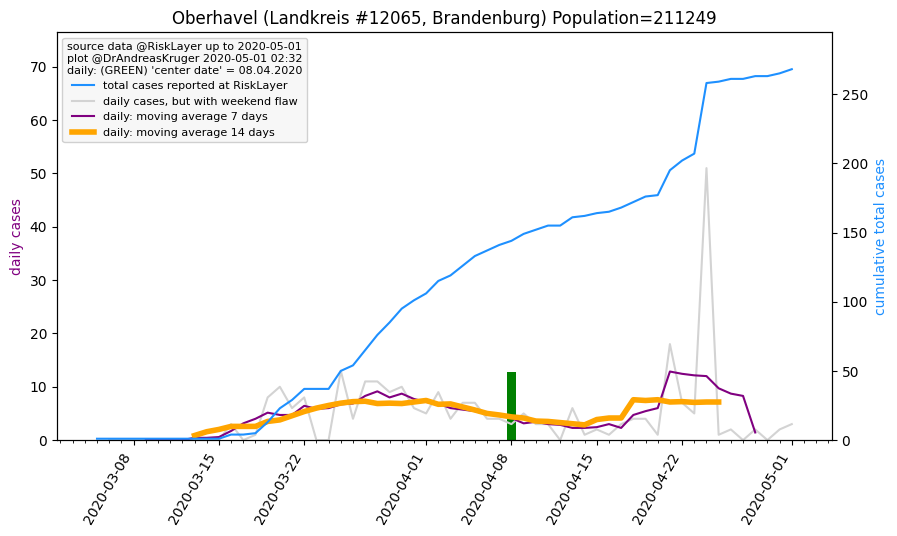 Oberhavel (Landkreis #12065, Brandenburg) Population=211249
source data @RiskLayer up to 2020-05-01
plot @DrAndreasKruger 2020-05-01 02:32
daily: (GREEN) 'center date' = 08.04.2020
total cases reported at RiskLayer
daily cases, but with weekend flaw
daily: moving average 7 days
daily: moving average 14 days
daily cases
70
60
50
40
30
20
10
0
cumulative total cases
250
200
150
100
50
0
2020-03-08
2020-03-15
2020-03-22
2020-04-01
2020-04-08
2020-04-15
2020-04-22
2020-05-01